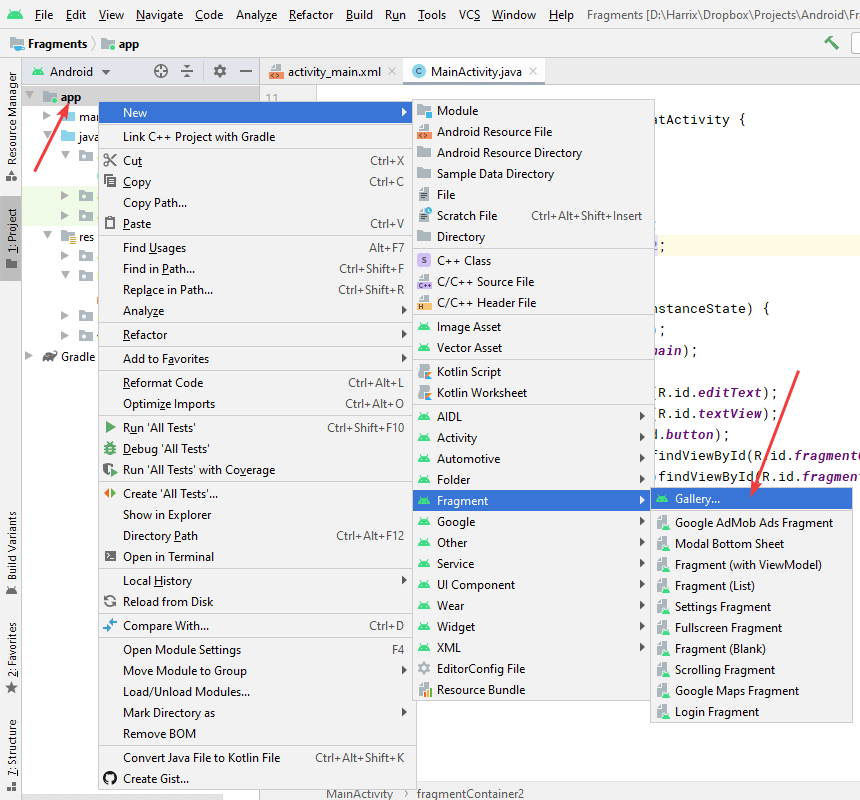 File Edit View Navigate Code Analyze Refactor Build Run Tools VCS Window Help Fragments [D:\Harrix\Dropbox\Projects\Android\Fr
Fragments app
Android
activity_main.xml
MainActivity.java
Resource Manager
1: Project
Build Variants
2: Favorites
7: Structure
app
java
res
Gradle
New
Link C++ Project with Gradle
Cut Ctrl+X
Copy Ctrl+C
Copy Path...
Paste Ctrl+V
Find Usages Alt+F7
Find in Path... Ctrl+Shift+F
Replace in Path... Ctrl+Shift+R
Analyze
Refactor
Add to Favorites
Reformat Code Ctrl+Alt+L
Optimize Imports Ctrl+Alt+O
Run 'All Tests' Ctrl+Shift+F10
Debug 'All Tests'
Run 'All Tests' with Coverage
Create 'All Tests'...
Show in Explorer
Directory Path Ctrl+Alt+F12
Open in Terminal
Local History
Reload from Disk
Compare With... Ctrl+D
Open Module Settings F4
Move Module to Group
Load/Unload Modules...
Mark Directory as
Remove BOM
Convert Java File to Kotlin File Ctrl+Alt+Shift+K
Create Gist...
Module
Android Resource File
Android Resource Directory
Sample Data Directory
File
Scratch File Ctrl+Alt+Shift+Insert
Directory
C++ Class
C/C++ Source File
C/C++ Header File
Image Asset
Vector Asset
Kotlin Script
Kotlin Worksheet
AIDL
Activity
Automotive
Folder
Fragment
Google
Other
Service
UI Component
Wear
Widget
XML
EditorConfig File
Resource Bundle
Gallery...
Google AdMob Ads Fragment
Modal Bottom Sheet
Fragment (with ViewModel)
Fragment (List)
Settings Fragment
Fullscreen Fragment
Fragment (Blank)
Scrolling Fragment
Google Maps Fragment
Login Fragment
11
atActivity {
2;
nstanceState) {
);
main);
(R.id.editText);
(R.id.textView);
d.button);
findViewById(R.id.fragment
)findViewById(R.id.fragment
MainActivity fragmentContainer2